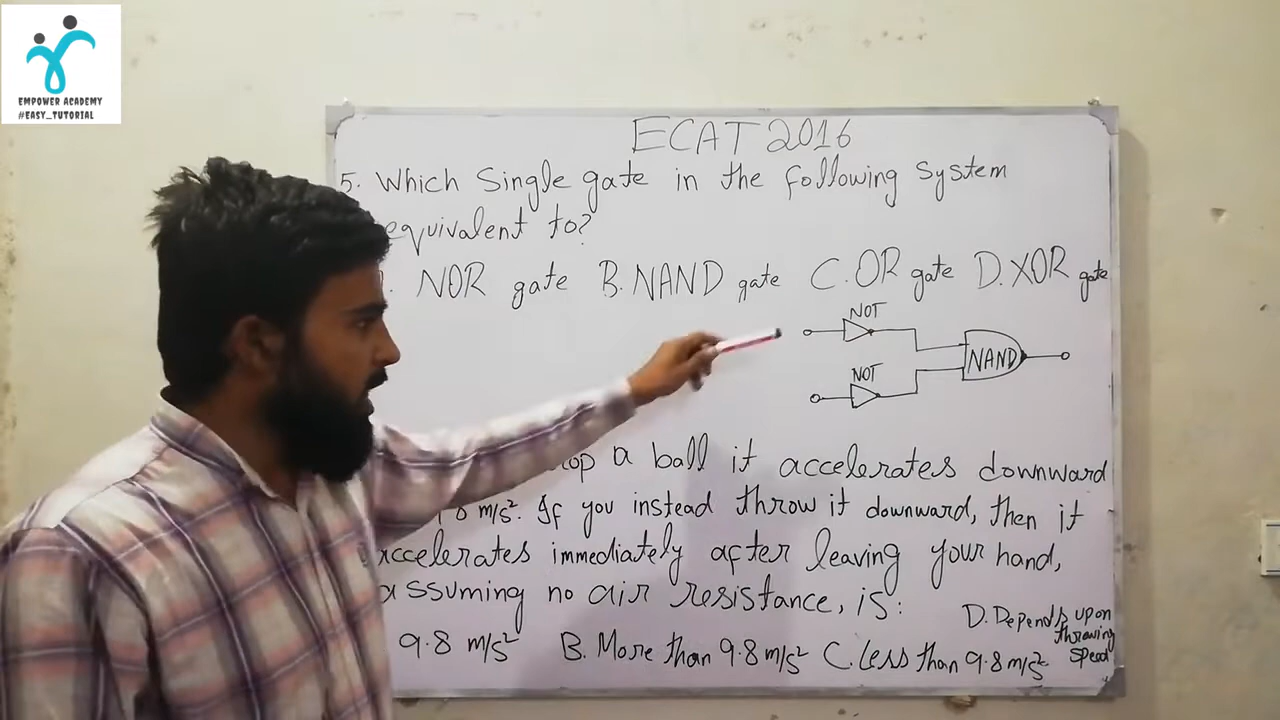 EMPOWER ACADEMY
#EASY_TUTORIAL
ECAT 2016
5. Which Single gate in the following system
equivalent to?
NOR gate B. NAND gate C. OR gate D. XOR gate
NOT
NAND
NOT
a ball it accelerates downward
8 m/s². If you instead throw it downward, then it
accelerates immediately after leaving your hand,
assuming no air resistance, is:
D. Depends upon
throwing
speed
9.8 m/s² B. More than 9.8 m/s² C. Less than 9.8 m/s²